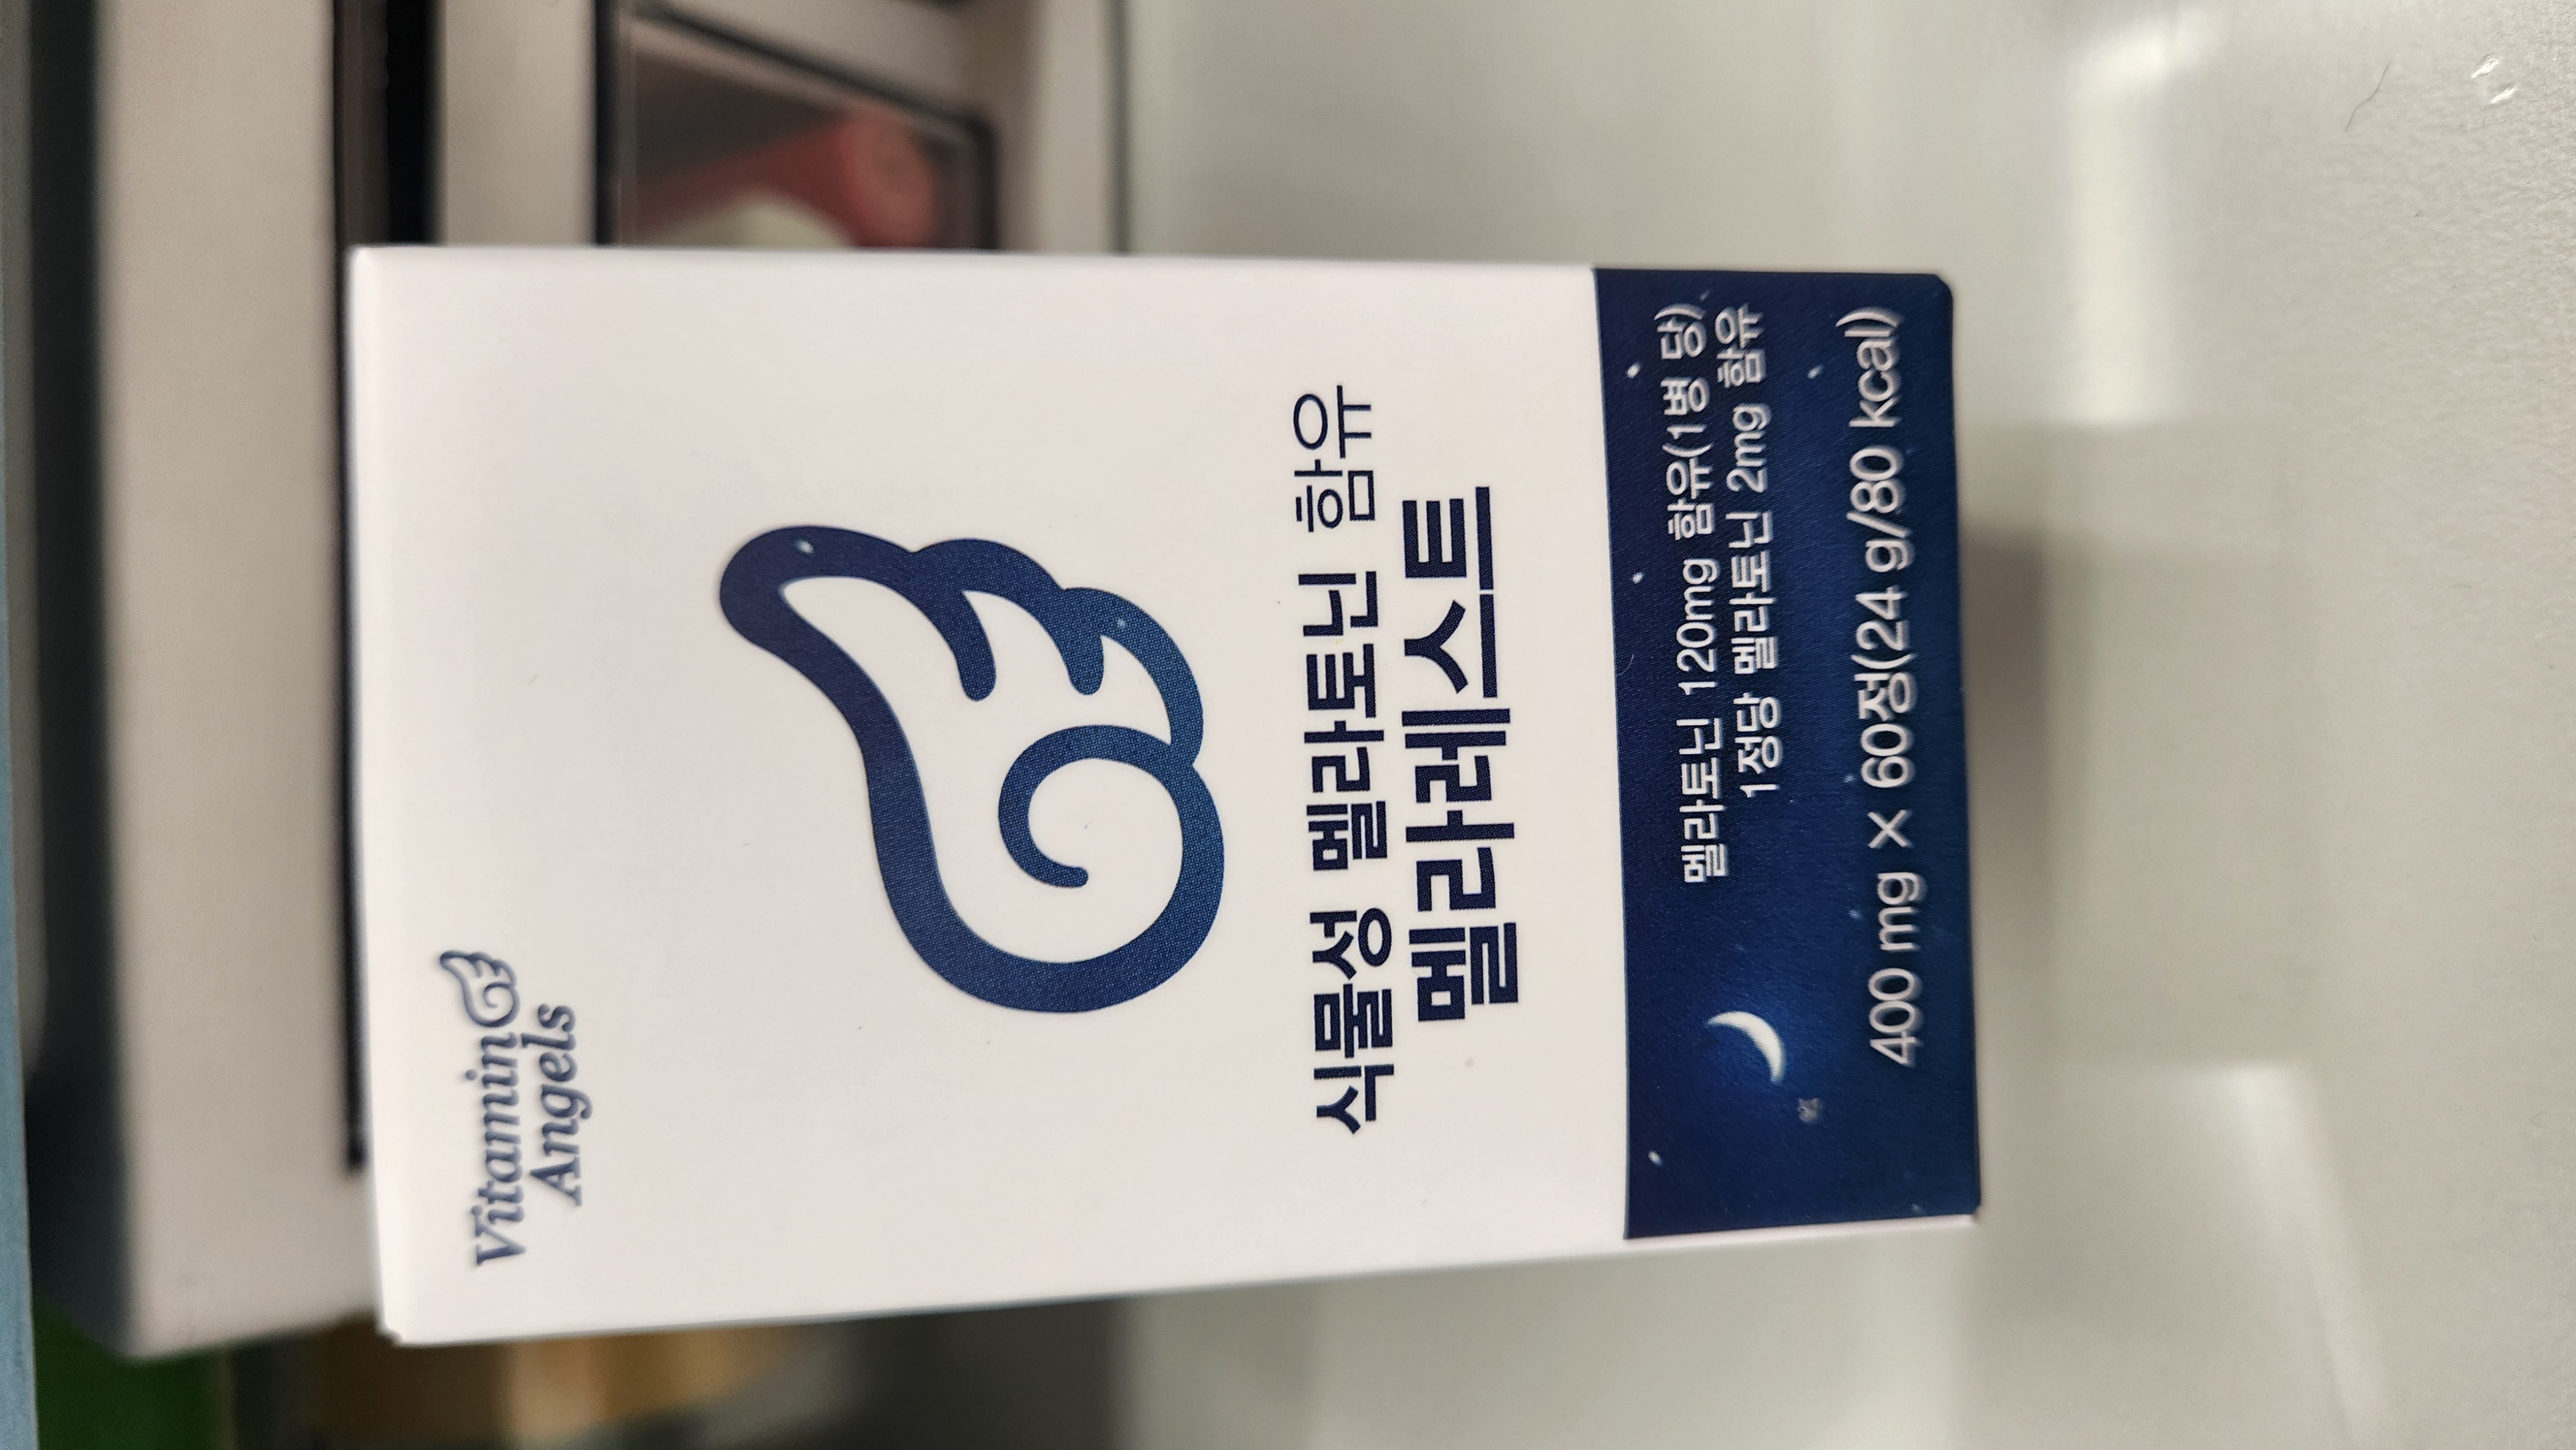 Vitamin
Angels
식물성 멜라토닌 함유
멜라레스트
멜라토닌 120mg 함유(1병 당)
1정당 멜라토닌 2mg 함유
400 mg × 60정(24 g/80 kcal)